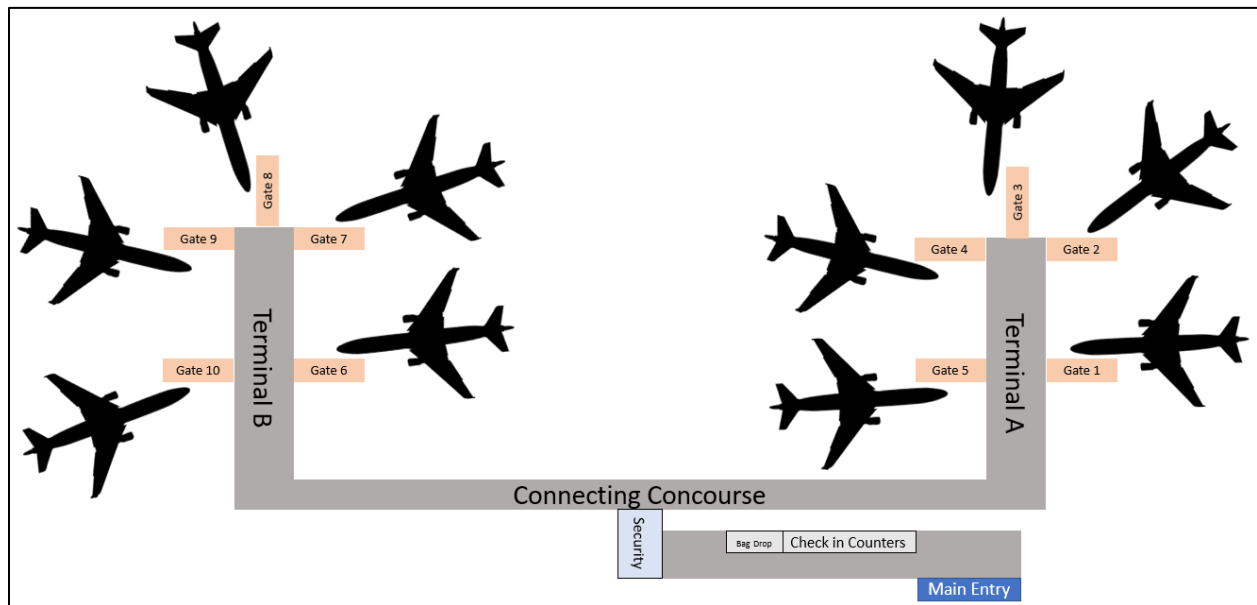 Gate 8
Gate 9
Gate 7
Gate 10
Gate 6
Terminal B
Gate 3
Gate 4
Gate 2
Gate 5
Gate 1
Terminal A
Connecting Concourse
Security
Bag Drop
Check in Counters
Main Entry